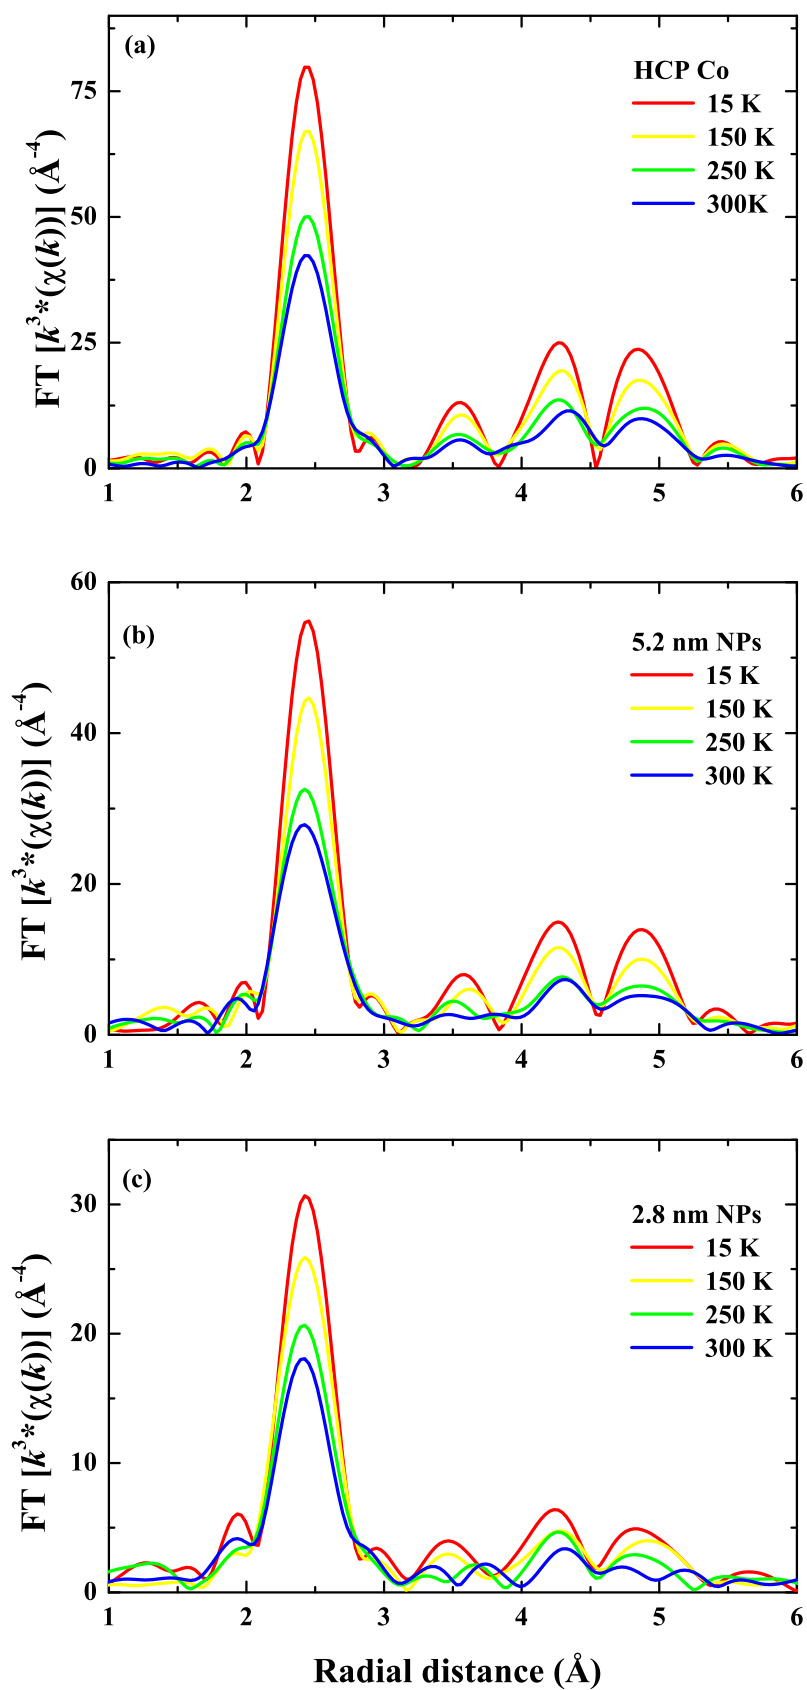 (a)
HCP Co
15 K
150 K
250 K
300K
FT [k³*(χ(k))] (Å⁻⁴)
75
50
25
0
1 2 3 4 5 6
(b)
5.2 nm NPs
15 K
150 K
250 K
300 K
FT [k³*(χ(k))] (Å⁻⁴)
60
40
20
0
1 2 3 4 5 6
(c)
2.8 nm NPs
15 K
150 K
250 K
300 K
FT [k³*(χ(k))] (Å⁻⁴)
30
20
10
0
1 2 3 4 5 6
Radial distance (Å)